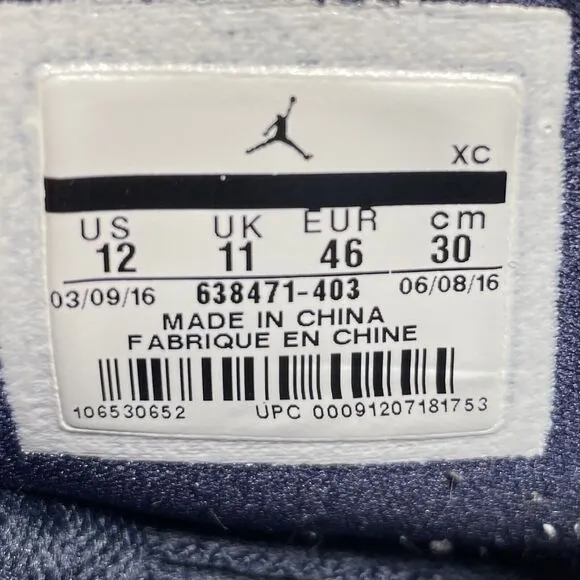 XC
US UK EUR cm
12 11 46 30
03/09/16 638471-403 06/08/16
MADE IN CHINA
FABRIQUE EN CHINE
106530652 UPC 00091207181753